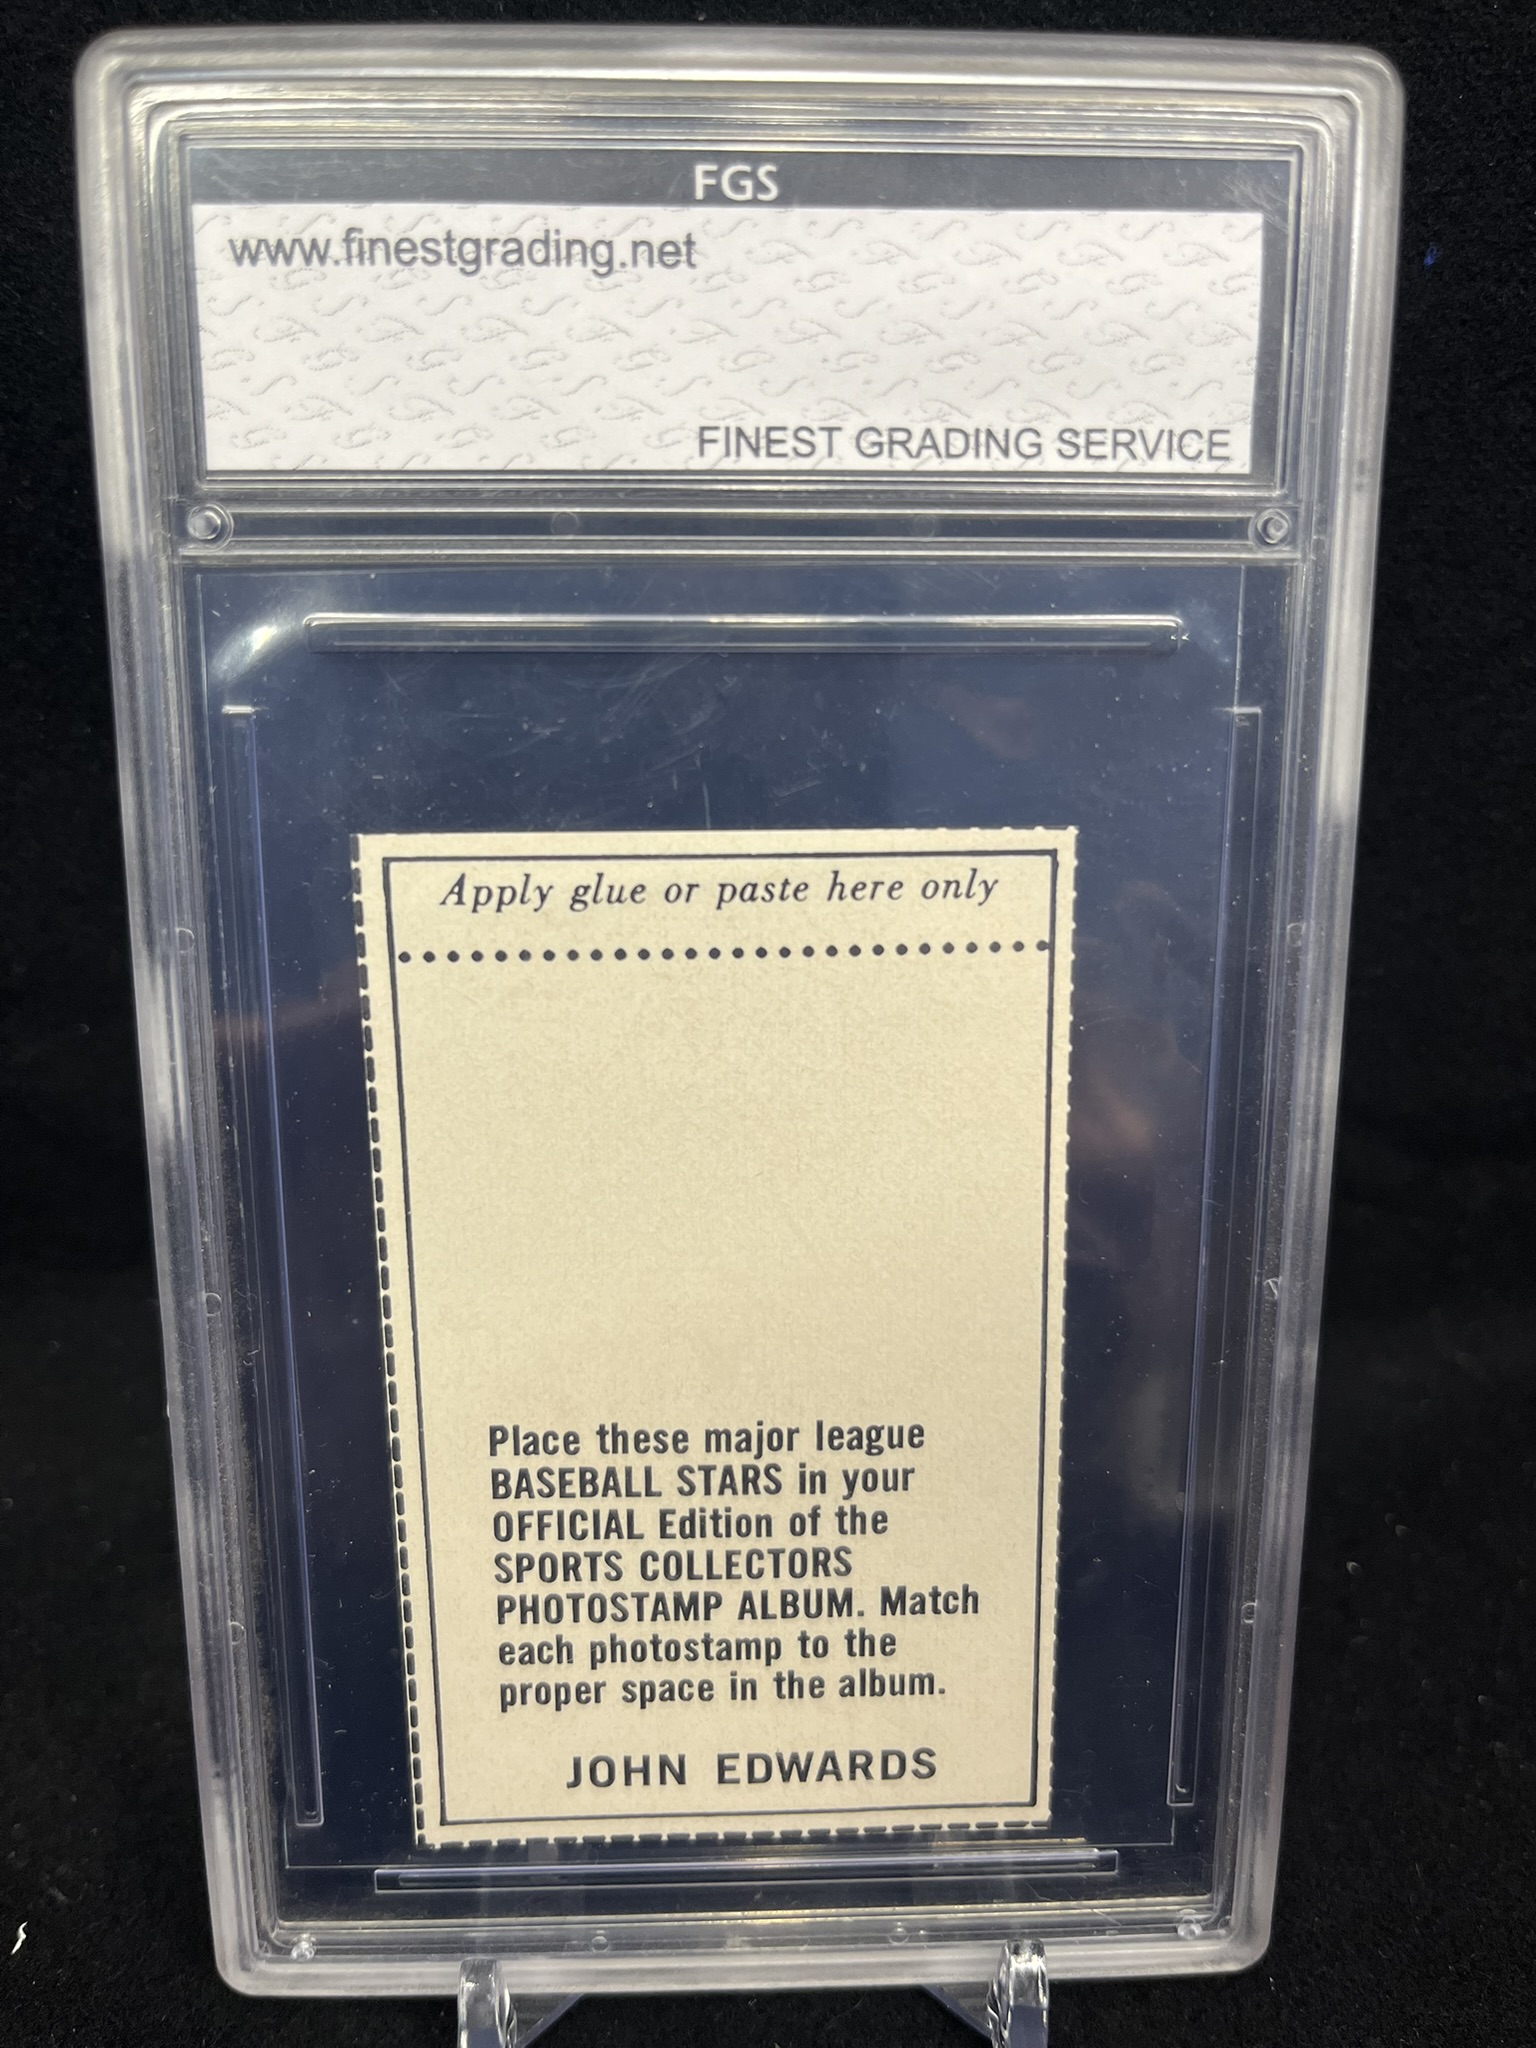 FGS
www.finestgrading.net
FINEST GRADING SERVICE
Apply glue or paste here only
Place these major league
BASEBALL STARS in your
OFFICIAL Edition of the
SPORTS COLLECTORS
PHOTOSTAMP ALBUM. Match
each photostamp to the
proper space in the album.
JOHN EDWARDS